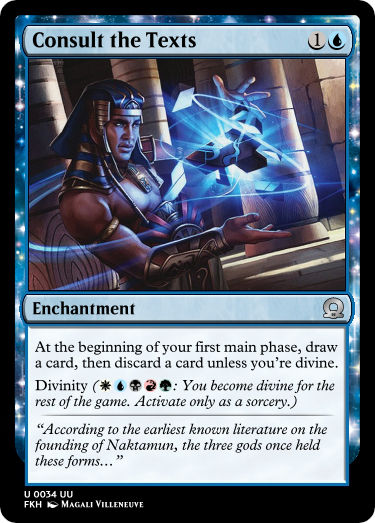 Consult the Texts 1
Enchantment
At the beginning of your first main phase, draw
a card, then discard a card unless you're divine.
Divinity (: You become divine for the
rest of the game. Activate only as a sorcery.)
"According to the earliest known literature on the
founding of Naktamun, the three gods once held
these forms…"
U 0034 UU
FKH Magali Villeneuve